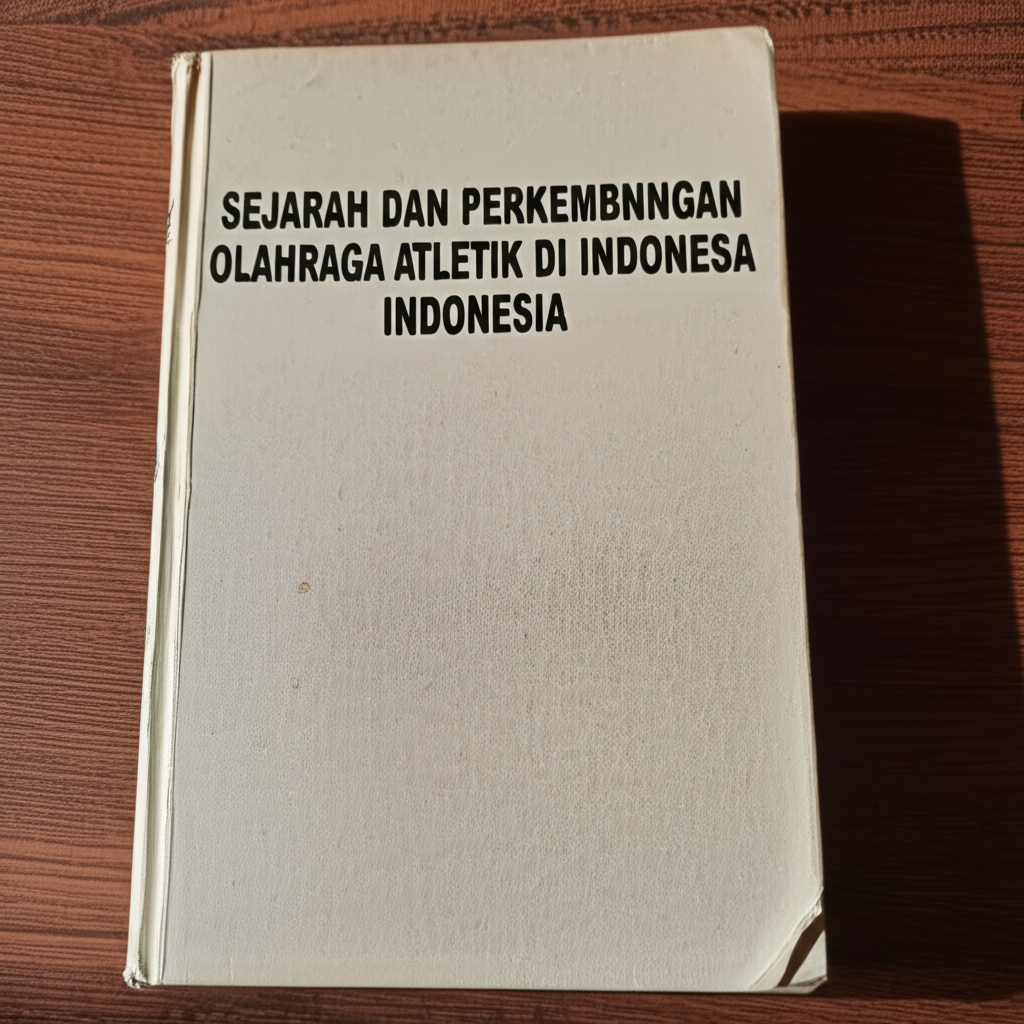 SEJARAH DAN PERKEMBNNGAN
OLAHRAGA ATLETIK DI INDONESA
INDONESIA